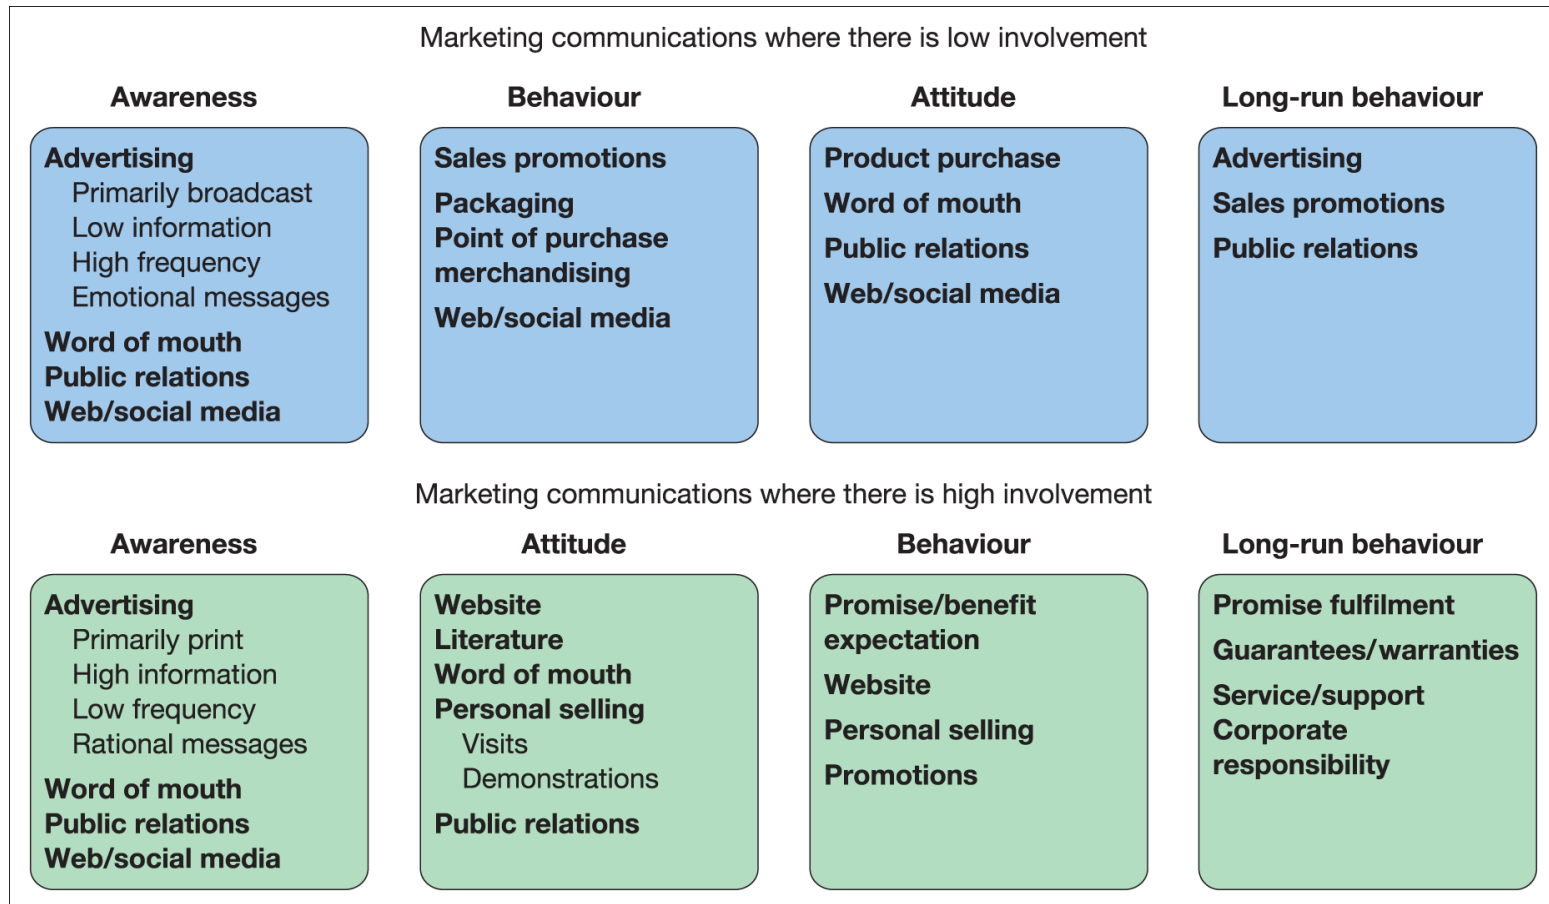 Marketing communications where there is low involvement
Awareness
Advertising
Primarily broadcast
Low information
High frequency
Emotional messages
Word of mouth
Public relations
Web/social media
Behaviour
Sales promotions
Packaging
Point of purchase
merchandising
Web/social media
Attitude
Product purchase
Word of mouth
Public relations
Web/social media
Long-run behaviour
Advertising
Sales promotions
Public relations
Marketing communications where there is high involvement
Awareness
Advertising
Primarily print
High information
Low frequency
Rational messages
Word of mouth
Public relations
Web/social media
Attitude
Website
Literature
Word of mouth
Personal selling
Visits
Demonstrations
Public relations
Behaviour
Promise/benefit
expectation
Website
Personal selling
Promotions
Long-run behaviour
Promise fulfilment
Guarantees/warranties
Service/support
Corporate
responsibility